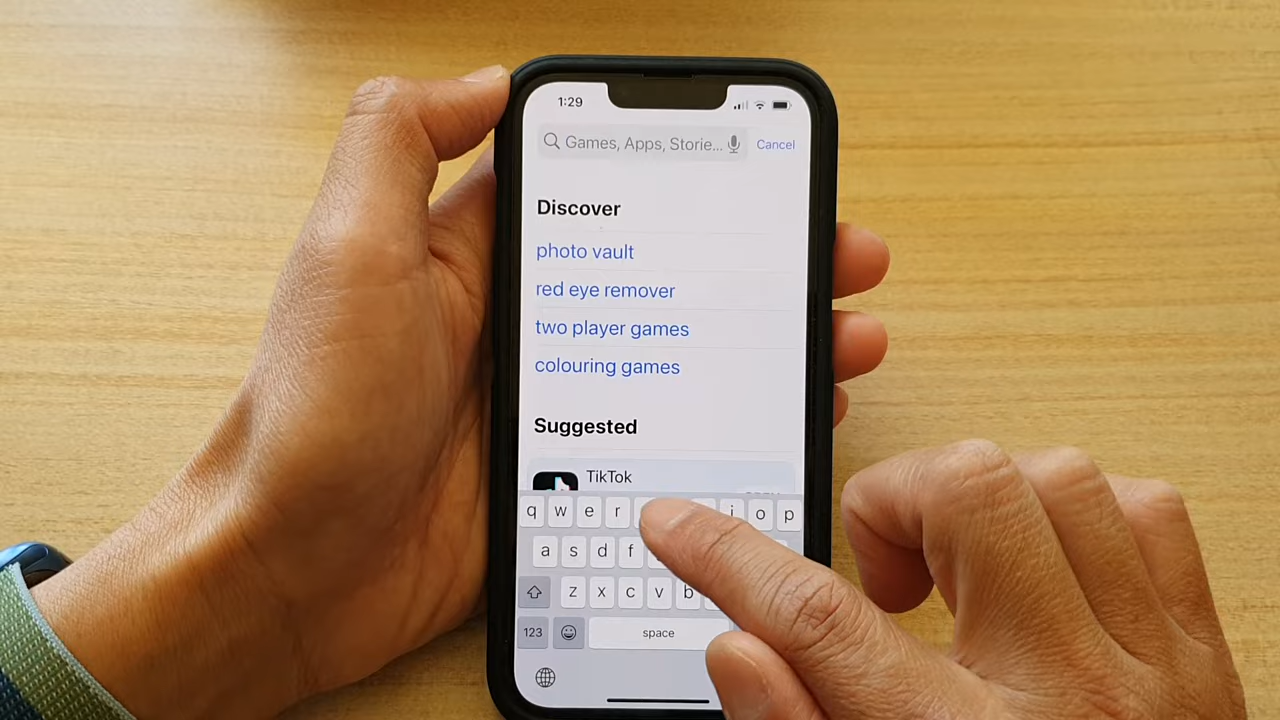 1:29
Games, Apps, Storie... Cancel
Discover
photo vault
red eye remover
two player games
colouring games
Suggested
TikTok
q w e r i o p
a s d f
z x c v b
123 space